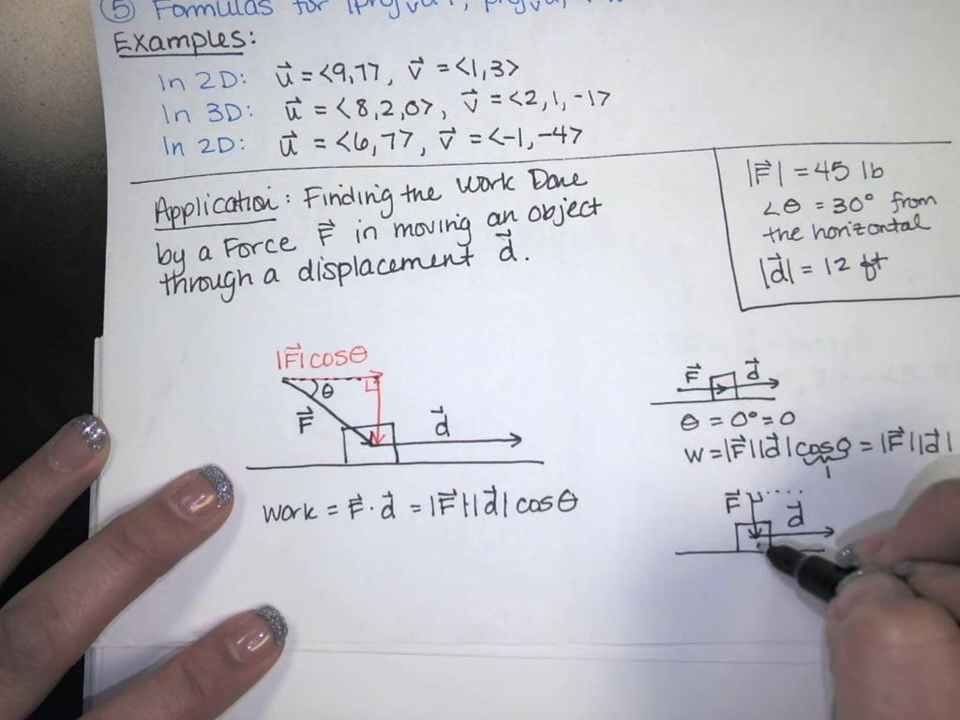 ⑤ Formulas for
Examples:
In 2D: u⃗ = <9,7>, v⃗ = <1,3>
In 3D: u⃗ = <8,2,0>, v⃗ = <2,1,-1>
In 2D: u⃗ = <6,7>, v⃗ = <-1,-4>
Application: Finding the Work Done
by a Force F⃗ in moving an object
through a displacement d⃗.
|F⃗| = 45 lb
∠θ = 30° from
the horizontal
|d⃗| = 12 ft
|F⃗|cosθ
θ
F⃗
d⃗
work = F⃗·d⃗ = |F⃗||d⃗|cosθ
F⃗ d⃗
θ = 0° = 0
W = |F⃗||d⃗|cos0 = |F⃗||d⃗|
1
F⃗ d⃗